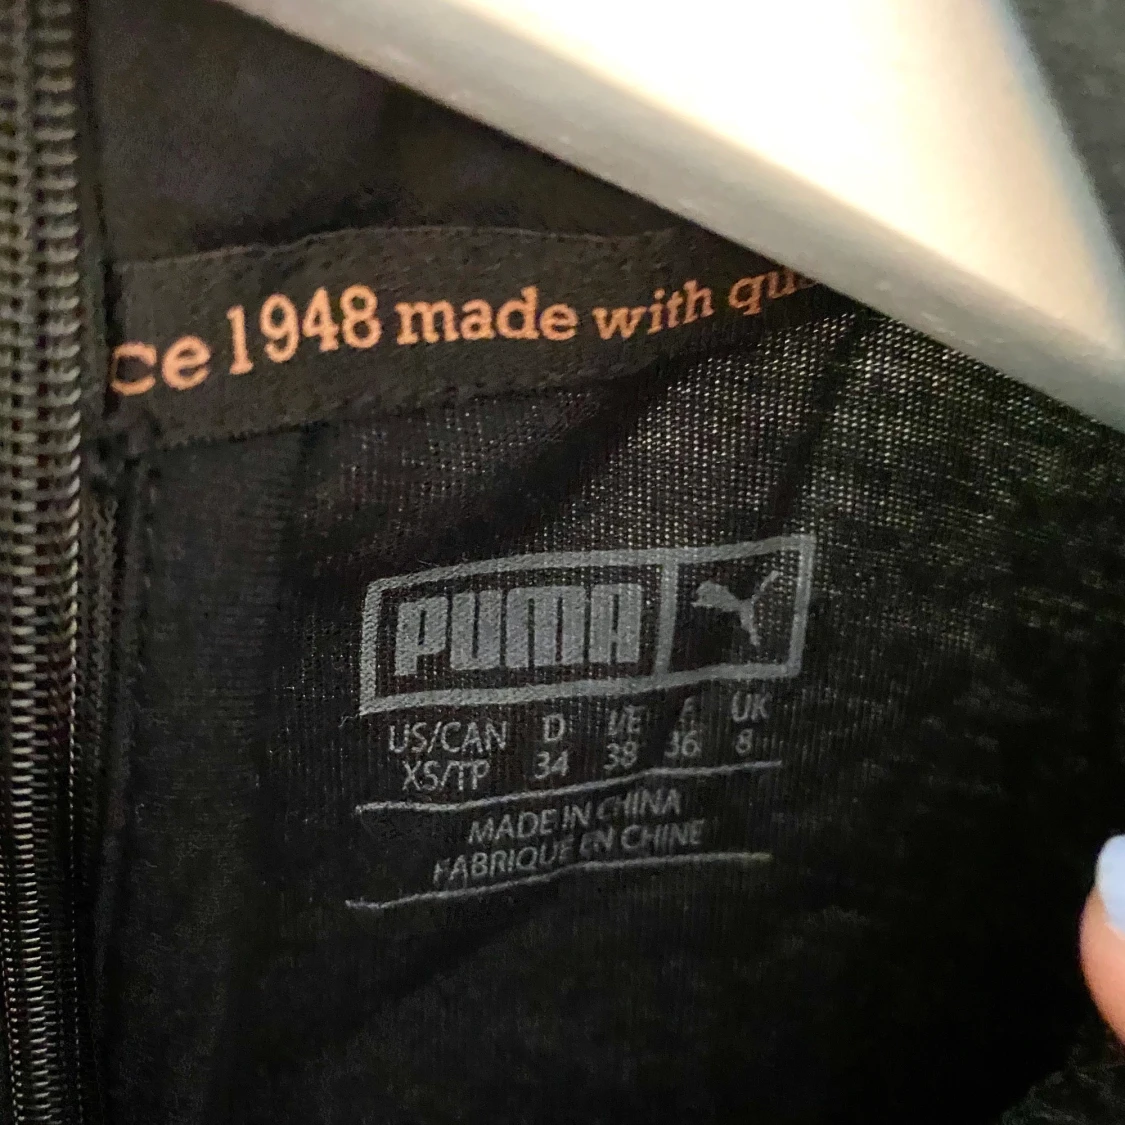 ce 1948 made with qu
PUMA
US/CAN D I/E F UK
XS/TP 34 38 36 8
MADE IN CHINA
FABRIQUE EN CHINE